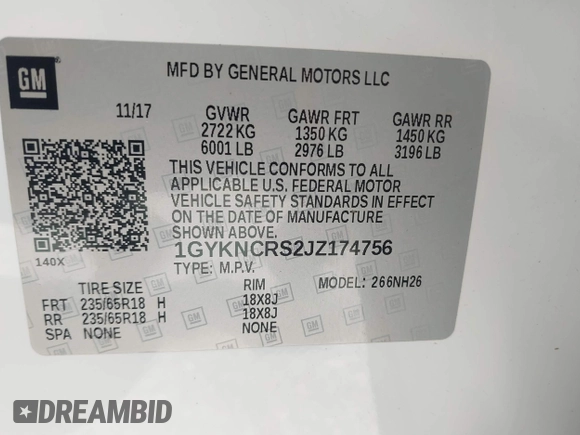 GM
MFD BY GENERAL MOTORS LLC
11/17 GVWR GAWR FRT GAWR RR
2722 KG 1350 KG 1450 KG
6001 LB 2976 LB 3196 LB
THIS VEHICLE CONFORMS TO ALL
APPLICABLE U.S. FEDERAL MOTOR
VEHICLE SAFETY STANDARDS IN EFFECT
ON THE DATE OF MANUFACTURE
SHOWN ABOVE.
140X
1GYKNCRS2JZ174756
TYPE: M.P.V. MODEL: 266NH26
TIRE SIZE RIM
FRT 235/65R18 H 18X8J
RR 235/65R18 H 18X8J
SPA NONE NONE
DREAMBID